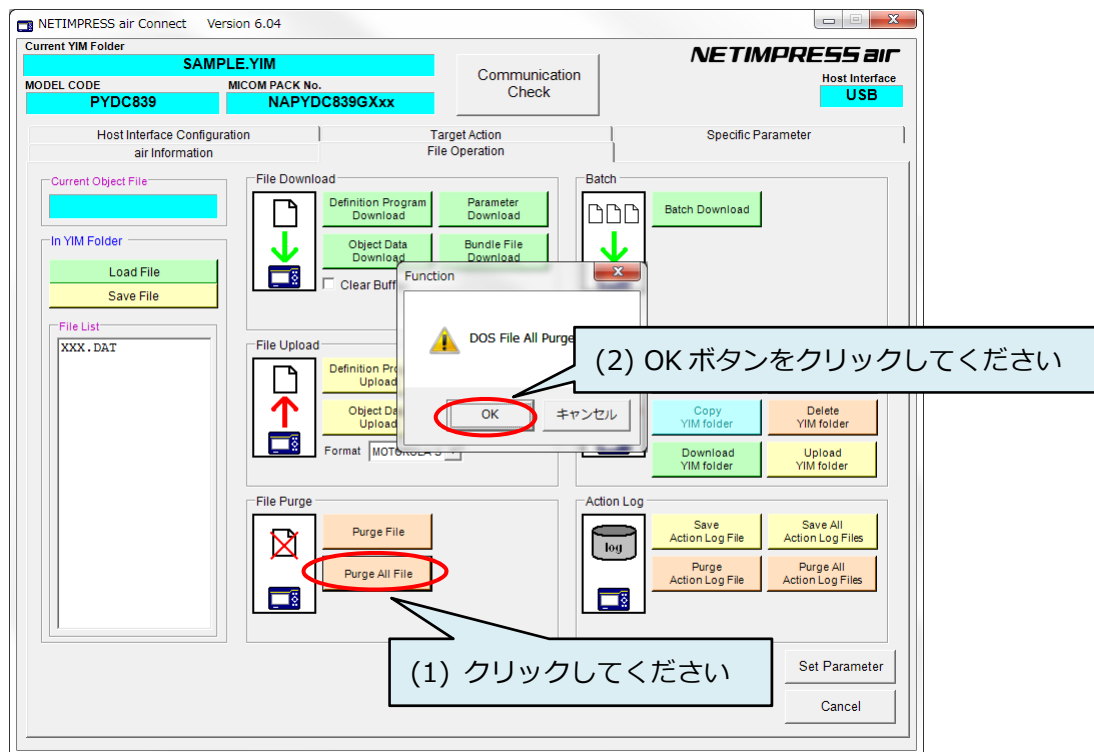 NETIMPRESS air Connect Version 6.04
Current YIM Folder
SAMPLE.YIM
MODEL CODE
MICOM PACK No.
PYDC839
NAPYDC839GXxx
Communication
Check
NETIMPRESS air
Host Interface
USB
Host Interface Configuration
Target Action
Specific Parameter
air Information
File Operation
Current Object File
In YIM Folder
Load File
Save File
File List
XXX.DAT
File Download
Definition Program
Download
Parameter
Download
Object Data
Download
Bundle File
Download
Clear Buff
Batch
Batch Download
Function
DOS File All Purge
OK
キャンセル
(2) OK ボタンをクリックしてください
File Upload
Upload
Upload
Format
Copy
YIM folder
Delete
YIM folder
Download
YIM folder
Upload
YIM folder
File Purge
Purge File
Purge All File
(1) クリックしてください
Action Log
log
Save
Action Log File
Save All
Action Log Files
Purge
Action Log File
Purge All
Action Log Files
Set Parameter
Cancel